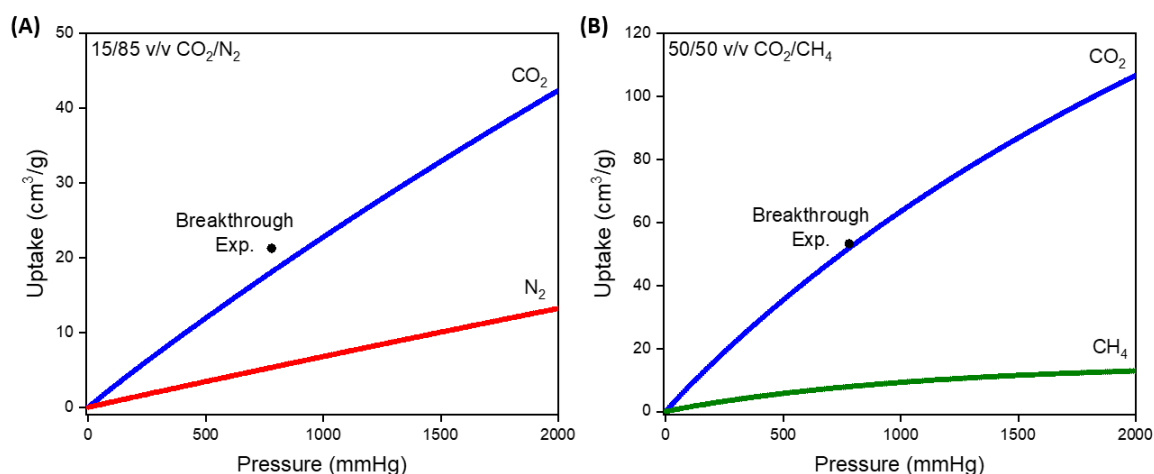 (A)
15/85 v/v CO₂/N₂
50
40
30
20
10
0
Uptake (cm³/g)
CO₂
Breakthrough
Exp.
N₂
0 500 1000 1500 2000
Pressure (mmHg)
(B)
50/50 v/v CO₂/CH₄
120
100
80
60
40
20
0
Uptake (cm³/g)
CO₂
Breakthrough
Exp.
CH₄
0 500 1000 1500 2000
Pressure (mmHg)